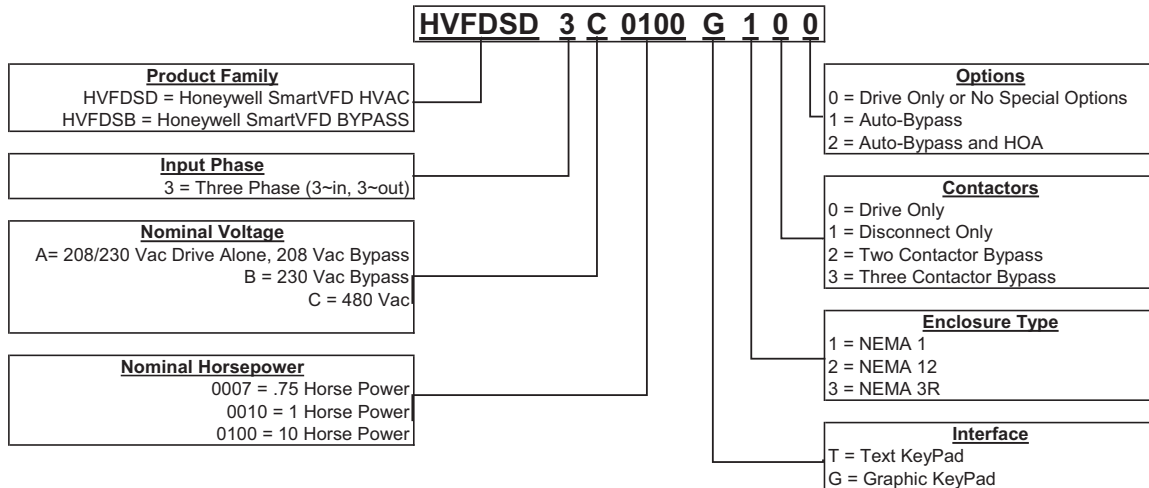 HVFDSD 3 C 0100 G 1 0 0
Product Family
HVFDSD = Honeywell SmartVFD HVAC
HVFDSB = Honeywell SmartVFD BYPASS
Input Phase
3 = Three Phase (3~in, 3~out)
Nominal Voltage
A= 208/230 Vac Drive Alone, 208 Vac Bypass
B = 230 Vac Bypass
C = 480 Vac
Nominal Horsepower
0007 = .75 Horse Power
0010 = 1 Horse Power
0100 = 10 Horse Power
Options
0 = Drive Only or No Special Options
1 = Auto-Bypass
2 = Auto-Bypass and HOA
Contactors
0 = Drive Only
1 = Disconnect Only
2 = Two Contactor Bypass
3 = Three Contactor Bypass
Enclosure Type
1 = NEMA 1
2 = NEMA 12
3 = NEMA 3R
Interface
T = Text KeyPad
G = Graphic KeyPad